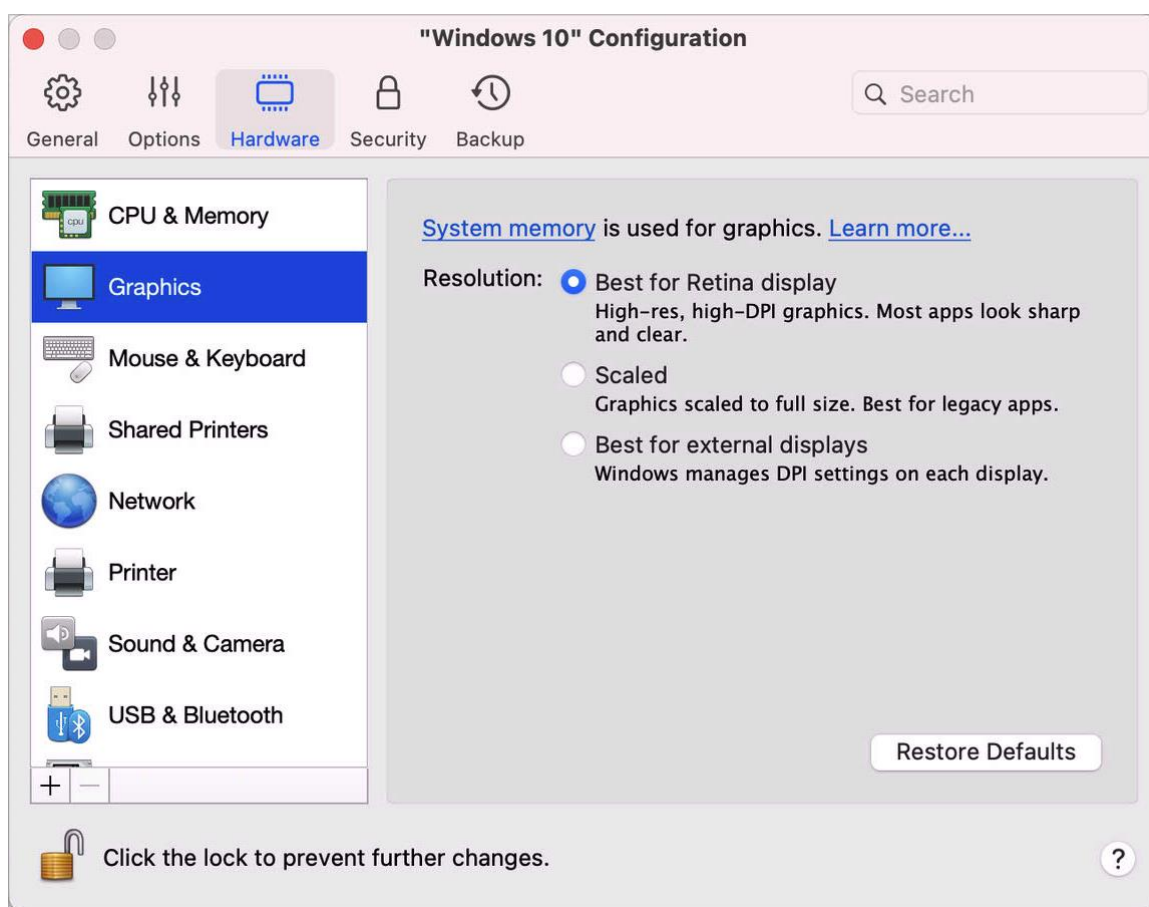 "Windows 10" Configuration
General Options Hardware Security Backup
Search
CPU & Memory
cpu
Graphics
Mouse & Keyboard
Shared Printers
Network
Printer
Sound & Camera
USB & Bluetooth
System memory is used for graphics. Learn more...
Resolution: Best for Retina display
High-res, high-DPI graphics. Most apps look sharp
and clear.
Scaled
Graphics scaled to full size. Best for legacy apps.
Best for external displays
Windows manages DPI settings on each display.
Restore Defaults
Click the lock to prevent further changes.
?